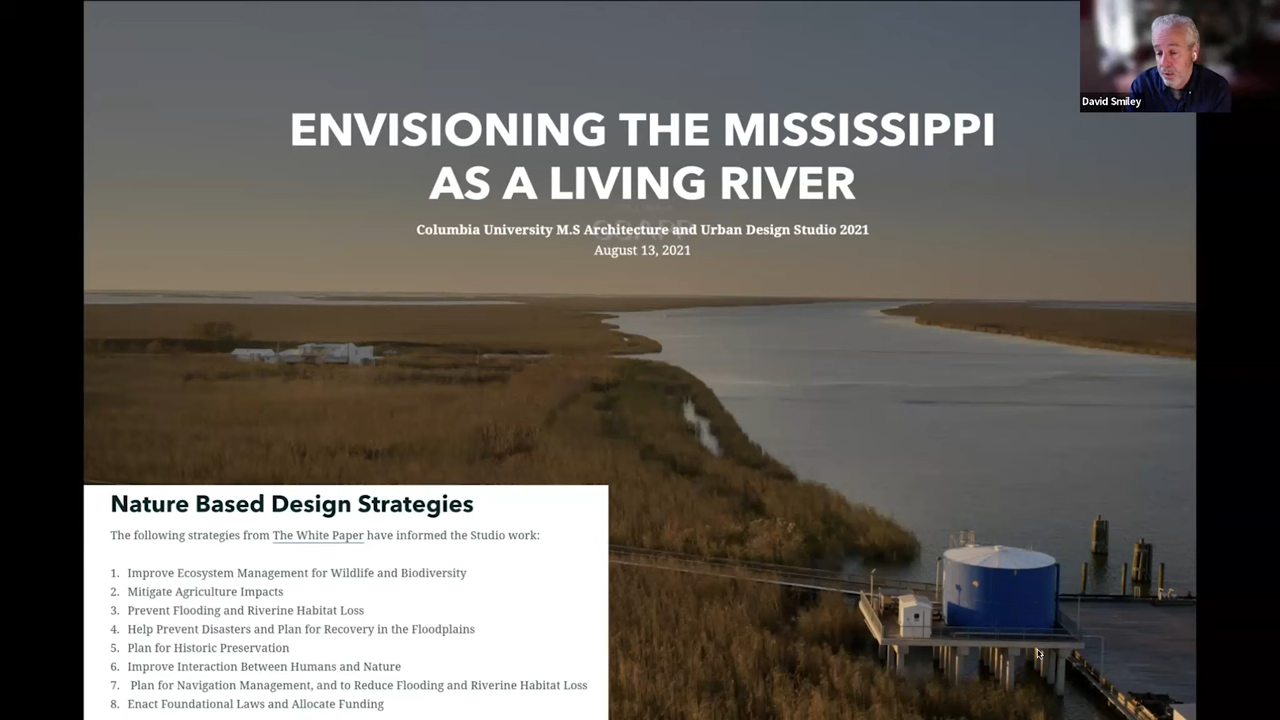 David Smiley
ENVISIONING THE MISSISSIPPI
AS A LIVING RIVER
Columbia University M.S Architecture and Urban Design Studio 2021
August 13, 2021
Nature Based Design Strategies
The following strategies from The White Paper have informed the Studio work:
1. Improve Ecosystem Management for Wildlife and Biodiversity
2. Mitigate Agriculture Impacts
3. Prevent Flooding and Riverine Habitat Loss
4. Help Prevent Disasters and Plan for Recovery in the Floodplains
5. Plan for Historic Preservation
6. Improve Interaction Between Humans and Nature
7. Plan for Navigation Management, and to Reduce Flooding and Riverine Habitat Loss
8. Enact Foundational Laws and Allocate Funding